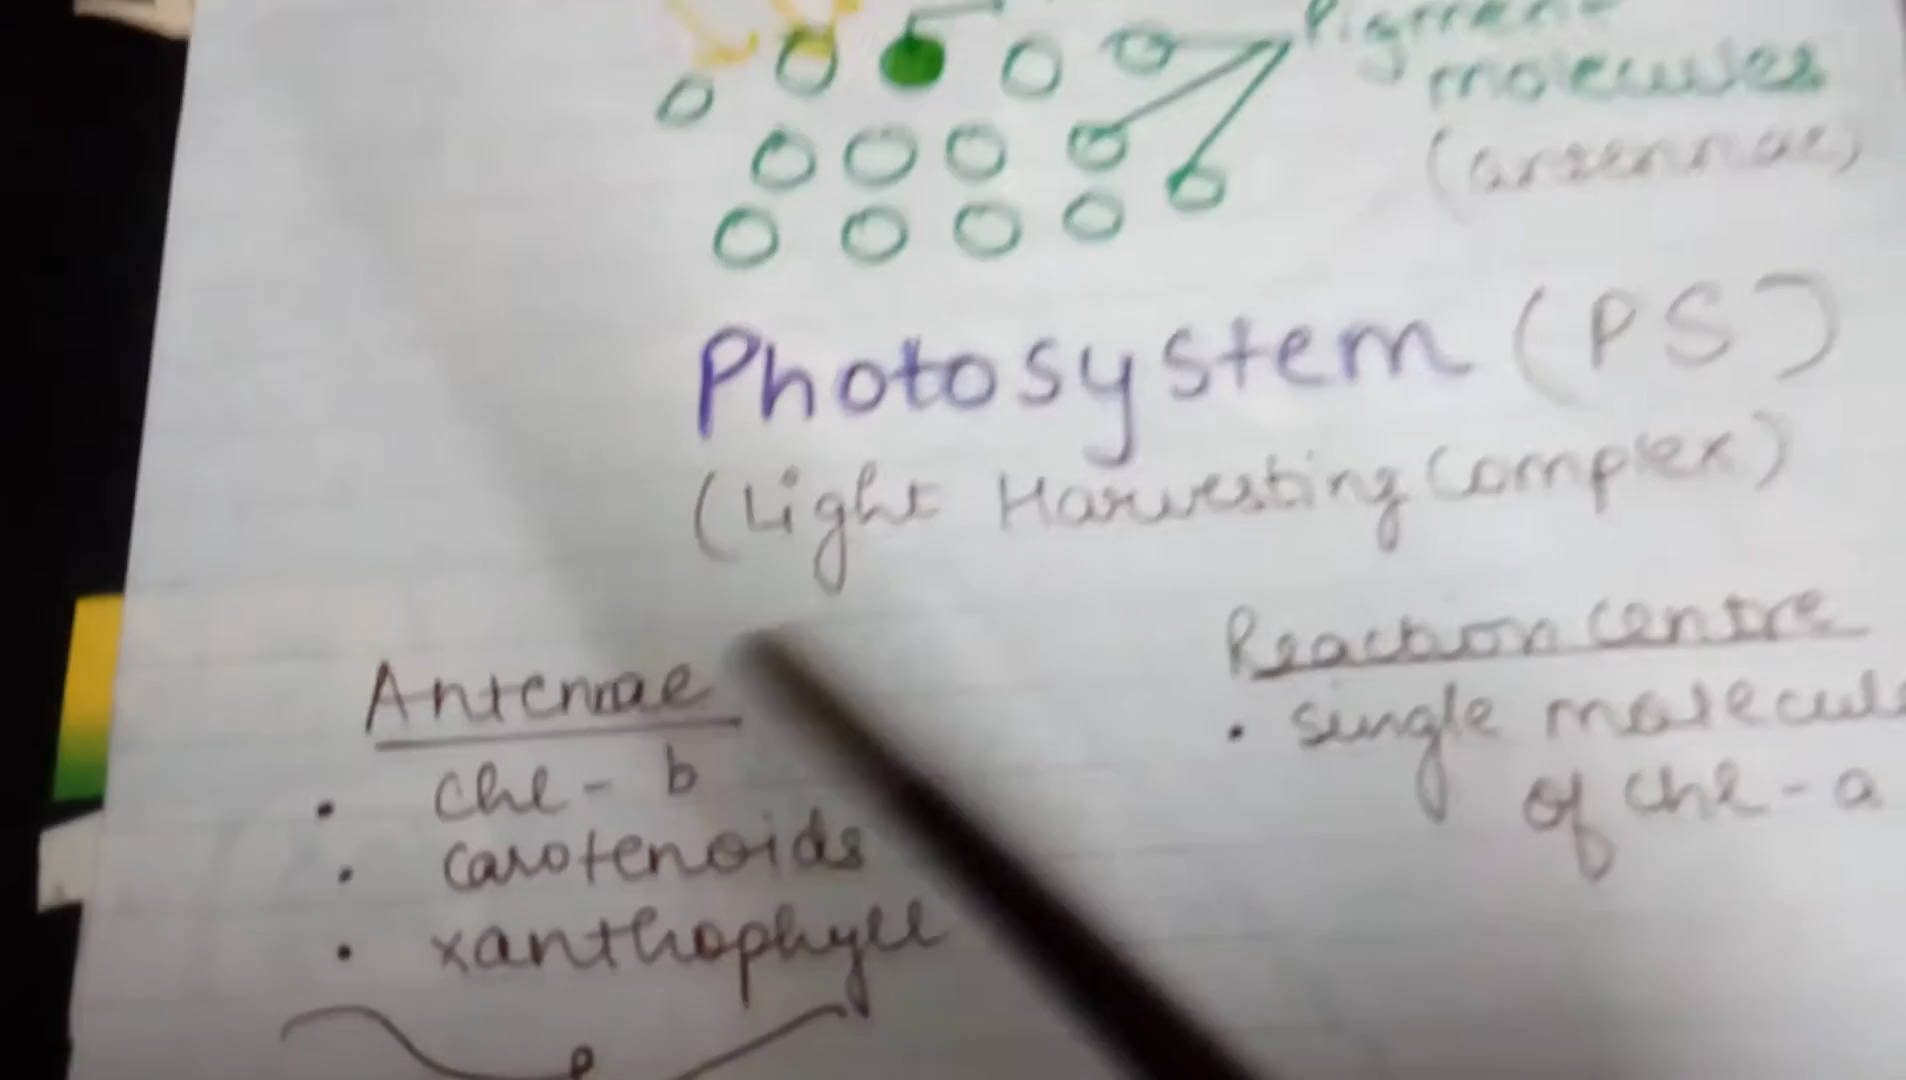 Pigment
molecules
(antennae)
Photosystem (PS)
(Light Harvesting Complex)
Antennae
• chl - b
• carotenoids
• xanthophyll
Reaction centre
• single molecule
of chl - a